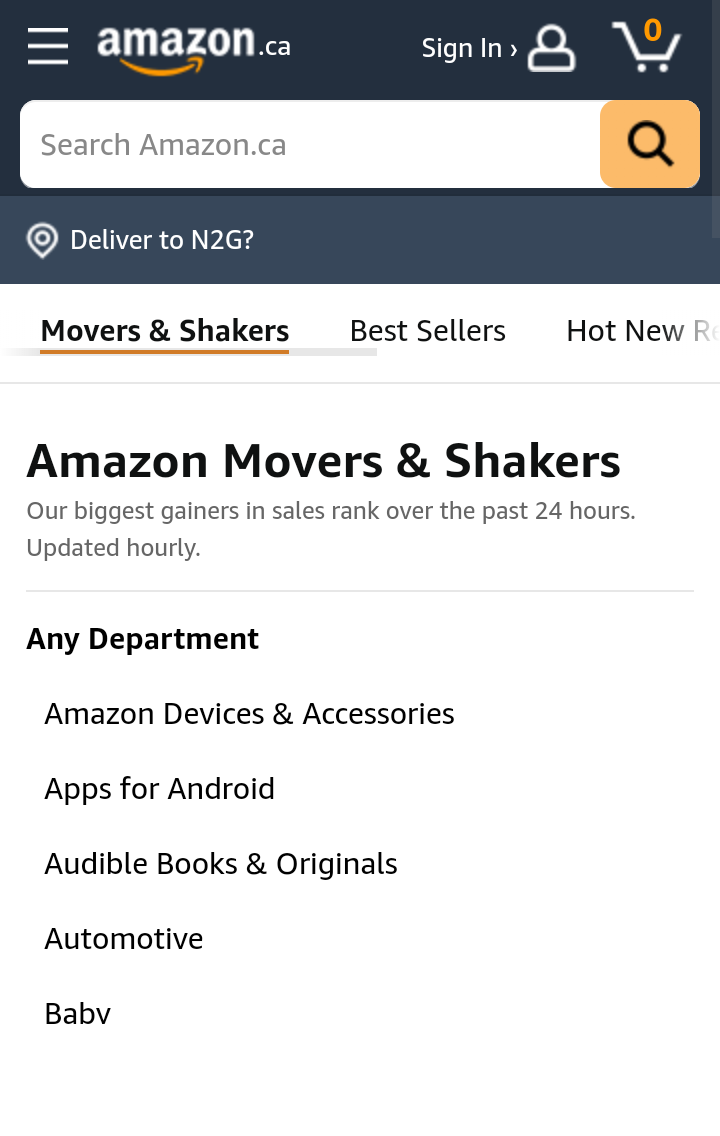 amazon.ca
Sign In ›
0
Search Amazon.ca
Deliver to N2G?
Movers & Shakers
Best Sellers
Hot New Re
Amazon Movers & Shakers
Our biggest gainers in sales rank over the past 24 hours.
Updated hourly.
Any Department
Amazon Devices & Accessories
Apps for Android
Audible Books & Originals
Automotive
Baby